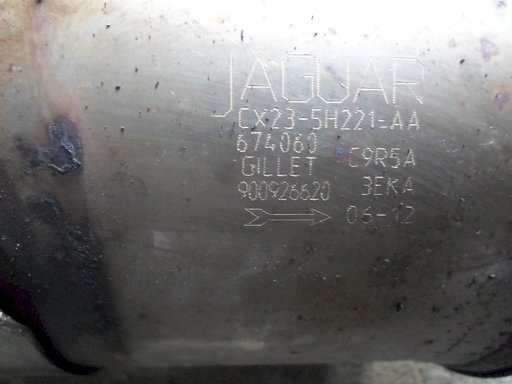 JAGUAR
CX23-5H221-AA
674060
GILLET C9R5A
900926620 3EKA
06-12